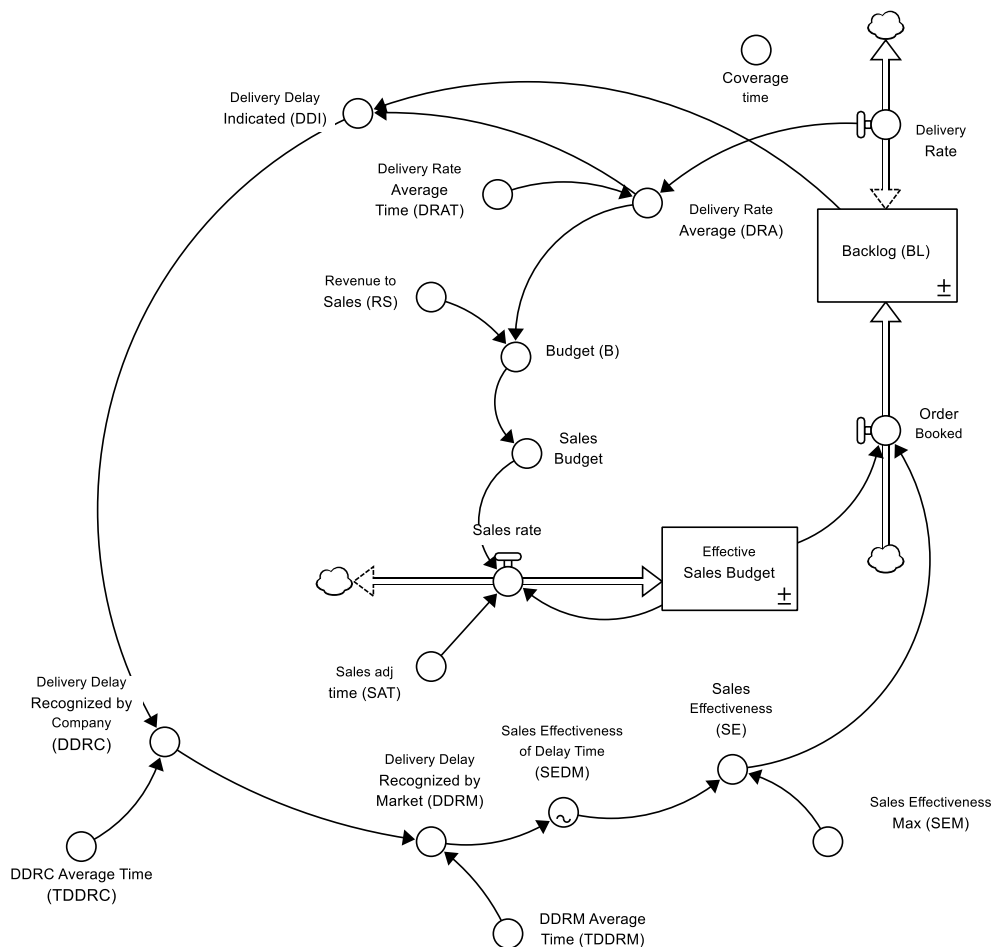 Coverage
time
Delivery Delay
Indicated (DDI)
Delivery
Rate
Delivery Rate
Average
Time (DRAT)
Delivery Rate
Average (DRA)
Backlog (BL)
±
Revenue to
Sales (RS)
Budget (B)
Order
Booked
Sales
Budget
Sales rate
Effective
Sales Budget
±
Sales adj
time (SAT)
Delivery Delay
Recognized by
Company
(DDRC)
Sales
Effectiveness
(SE)
Sales Effectiveness
of Delay Time
(SEDM)
Delivery Delay
Recognized by
Market (DDRM)
Sales Effectiveness
Max (SEM)
DDRC Average Time
(TDDRC)
DDRM Average
Time (TDDRM)